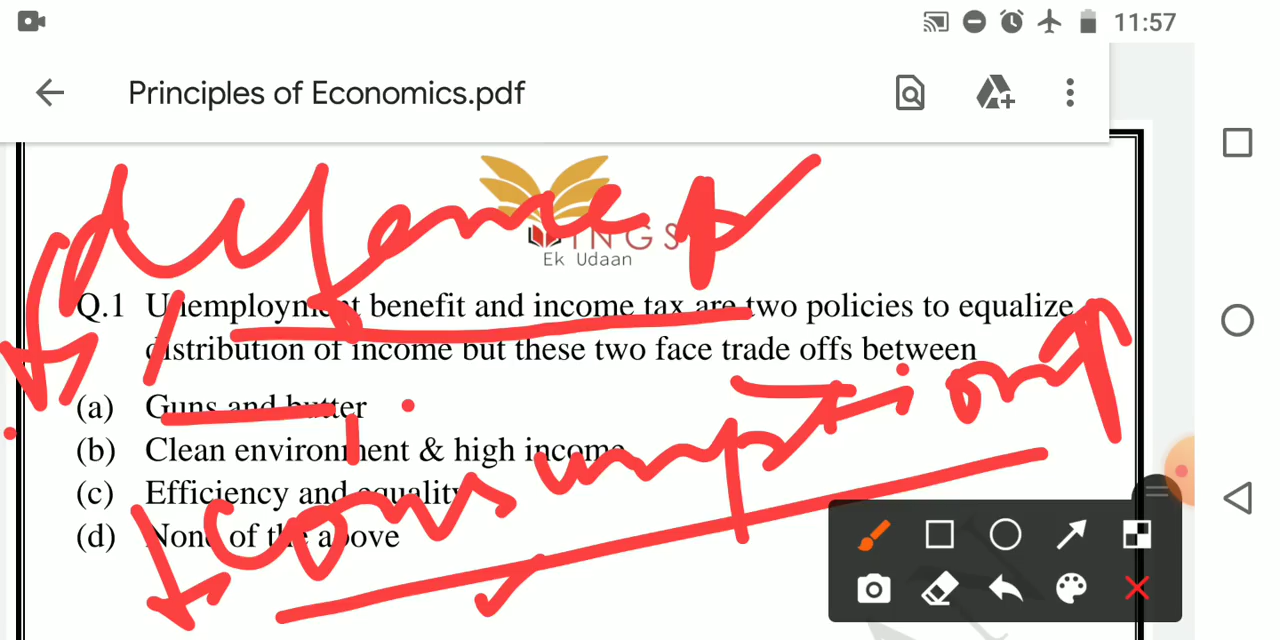 11:57
Principles of Economics.pdf
defence
INGS
Ek Udaan
Q.1 Unemployment benefit and income tax are two policies to equalize
distribution of income but these two face trade offs between
(a) Guns and butter
(b) Clean environment & high income
(c) Efficiency and equality
(d) None of the above
consumption